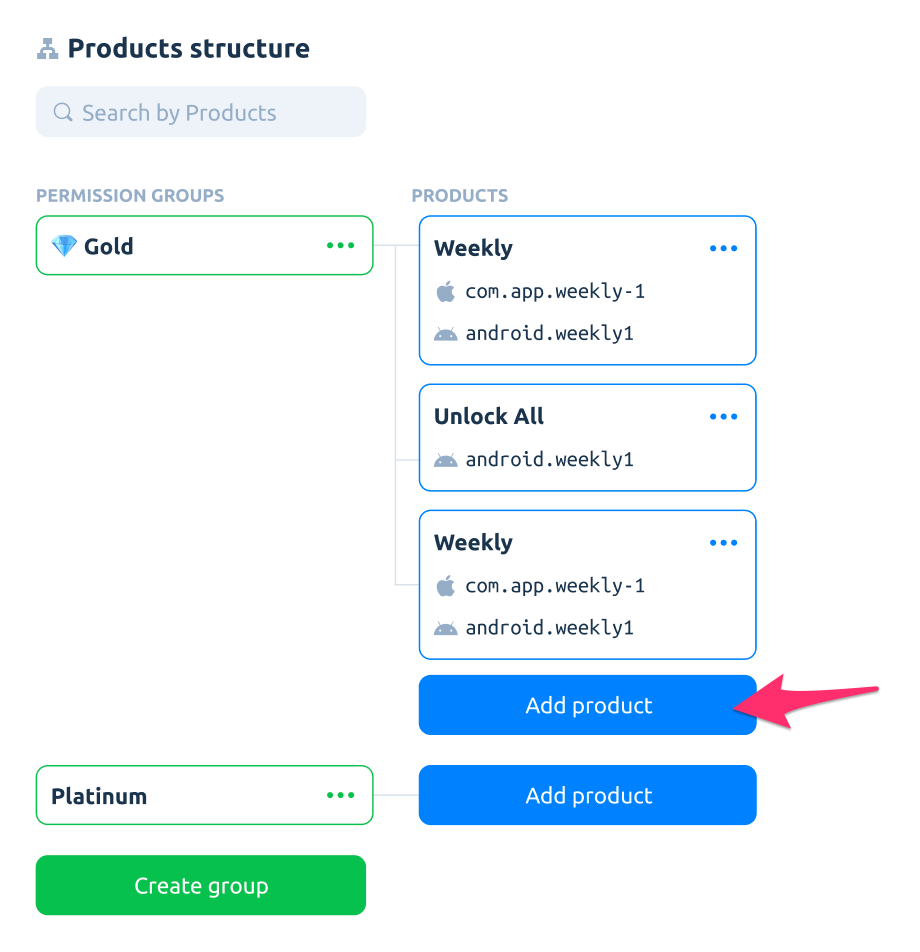 Products structure
Search by Products
PERMISSION GROUPS
PRODUCTS
Gold
Weekly
com.app.weekly-1
android.weekly1
Unlock All
android.weekly1
Weekly
com.app.weekly-1
android.weekly1
Add product
Platinum
Add product
Create group